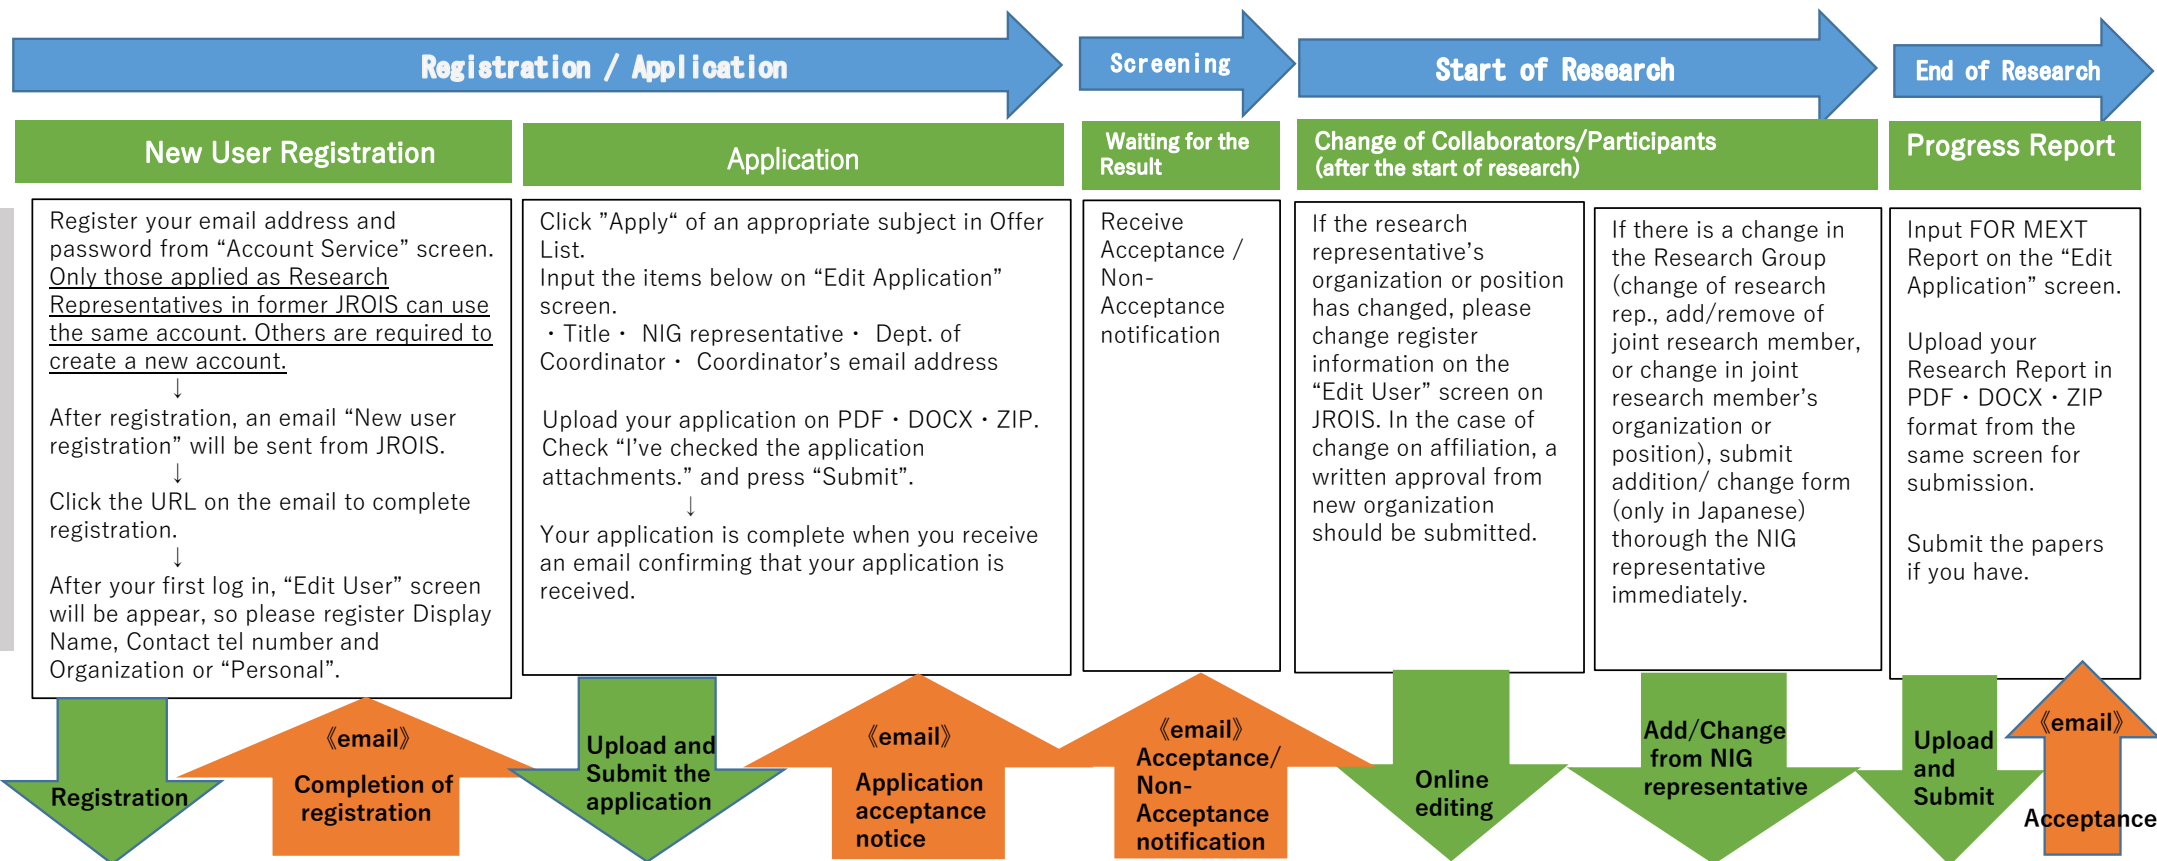 Registration / Application
Screening
Start of Research
End of Research
New User Registration
Application
Waiting for the
Result
Change of Collaborators/Participants
(after the start of research)
Progress Report
Register your email address and
password from “Account Service” screen.
Only those applied as Research
Representatives in former JROIS can use
the same account. Others are required to
create a new account.
↓
After registration, an email “New user
registration” will be sent from JROIS.
↓
Click the URL on the email to complete
registration.
↓
After your first log in, “Edit User” screen
will be appear, so please register Display
Name, Contact tel number and
Organization or “Personal”.
Click ”Apply“ of an appropriate subject in Offer
List.
Input the items below on “Edit Application”
screen.
・Title・ NIG representative・ Dept. of
Coordinator・ Coordinator’s email address
Upload your application on PDF・DOCX・ZIP.
Check “I’ve checked the application
attachments.” and press “Submit”.
↓
Your application is complete when you receive
an email confirming that your application is
received.
Receive
Acceptance /
Non-
Acceptance
notification
If the research
representative’s
organization or position
has changed, please
change register
information on the
“Edit User” screen on
JROIS. In the case of
change on affiliation, a
written approval from
new organization
should be submitted.
If there is a change in
the Research Group
(change of research
rep., add/remove of
joint research member,
or change in joint
research member’s
organization or
position), submit
addition/ change form
(only in Japanese)
thorough the NIG
representative
immediately.
Input FOR MEXT
Report on the “Edit
Application” screen.
Upload your
Research Report in
PDF・DOCX・ZIP
format from the
same screen for
submission.
Submit the papers
if you have.
Registration
《email》
Completion of
registration
Upload and
Submit the
application
《email》
Application
acceptance
notice
《email》
Acceptance/
Non-
Acceptance
notification
Online
editing
Add/Change
from NIG
representative
Upload
and
Submit
《email》
Acceptance